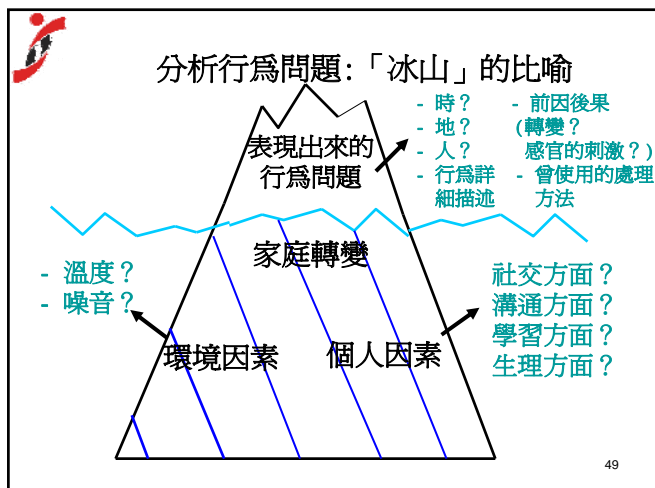 分析行爲問題：「冰山」的比喻
表現出來的
行爲問題
- 時？
- 地？
- 人？
- 行爲詳
細描述
- 前因後果
(轉變？
感官的刺激？)
- 曾使用的處理
方法
家庭轉變
- 溫度？
- 噪音？
環境因素
個人因素
社交方面？
溝通方面？
學習方面？
生理方面？
49